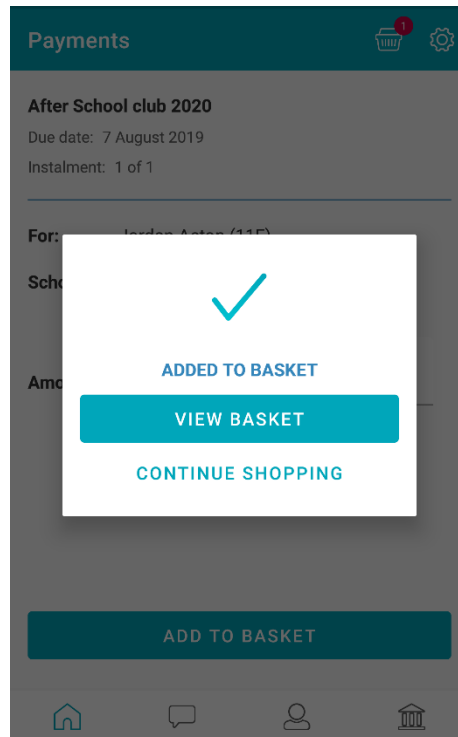 Payments
1
After School club 2020
Due date: 7 August 2019
Instalment: 1 of 1
For:
ADDED TO BASKET
VIEW BASKET
CONTINUE SHOPPING
ADD TO BASKET